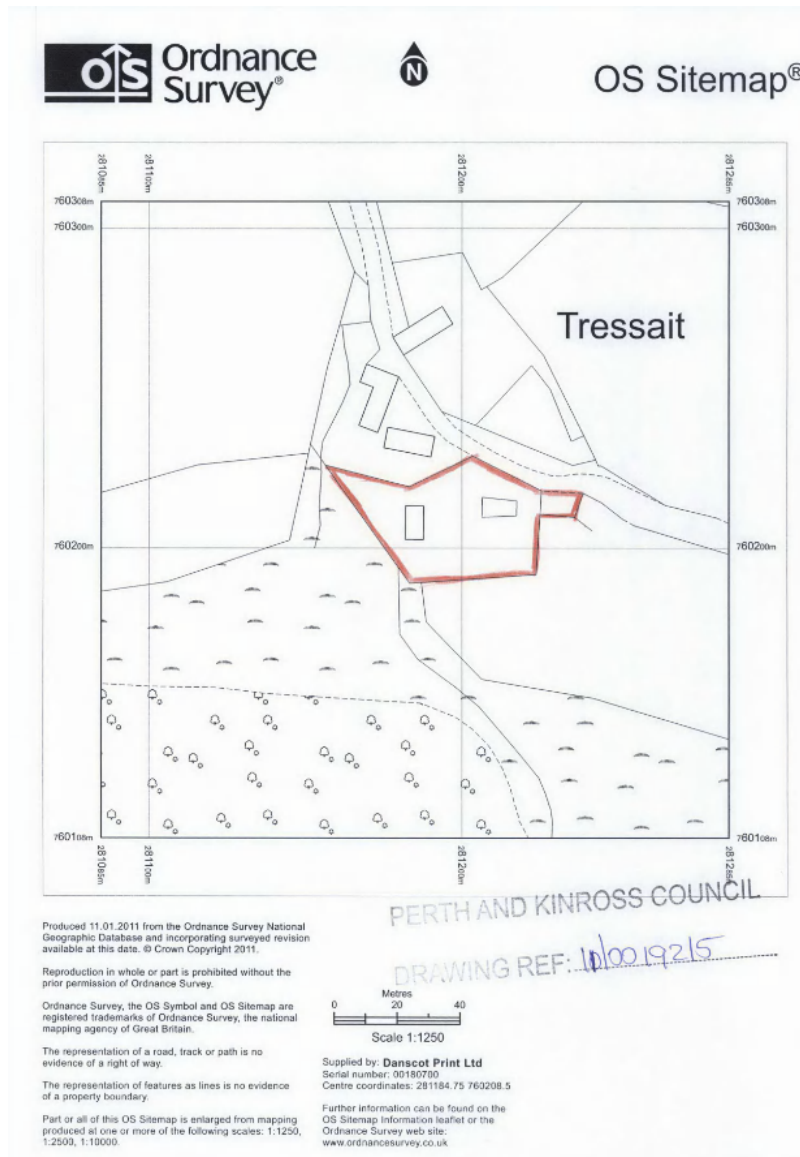 OS Ordnance Survey®
N
OS Sitemap®
281085m 281100m 281200m 281285m
760308m 760308m
760300m 760300m
Tressait
760200m 760200m
760108m 760108m
281085m 281100m 281200m 281285m
PERTH AND KINROSS COUNCIL
DRAWING REF:
Produced 11.01.2011 from the Ordnance Survey National
Geographic Database and incorporating surveyed revision
available at this date. © Crown Copyright 2011.
Reproduction in whole or part is prohibited without the
prior permission of Ordnance Survey.
Ordnance Survey, the OS Symbol and OS Sitemap are
registered trademarks of Ordnance Survey, the national
mapping agency of Great Britain.
The representation of a road, track or path is no
evidence of a right of way.
The representation of features as lines is no evidence
of a property boundary.
Part or all of this OS Sitemap is enlarged from mapping
produced at one or more of the following scales: 1:1250,
1:2500, 1:10000.
Metres
0 20 40
Scale 1:1250
Supplied by: Danscot Print Ltd
Serial number: 00180700
Centre coordinates: 281184.75 760208.5
Further information can be found on the
OS Sitemap Information leaflet or the
Ordnance Survey web site:
www.ordnancesurvey.co.uk